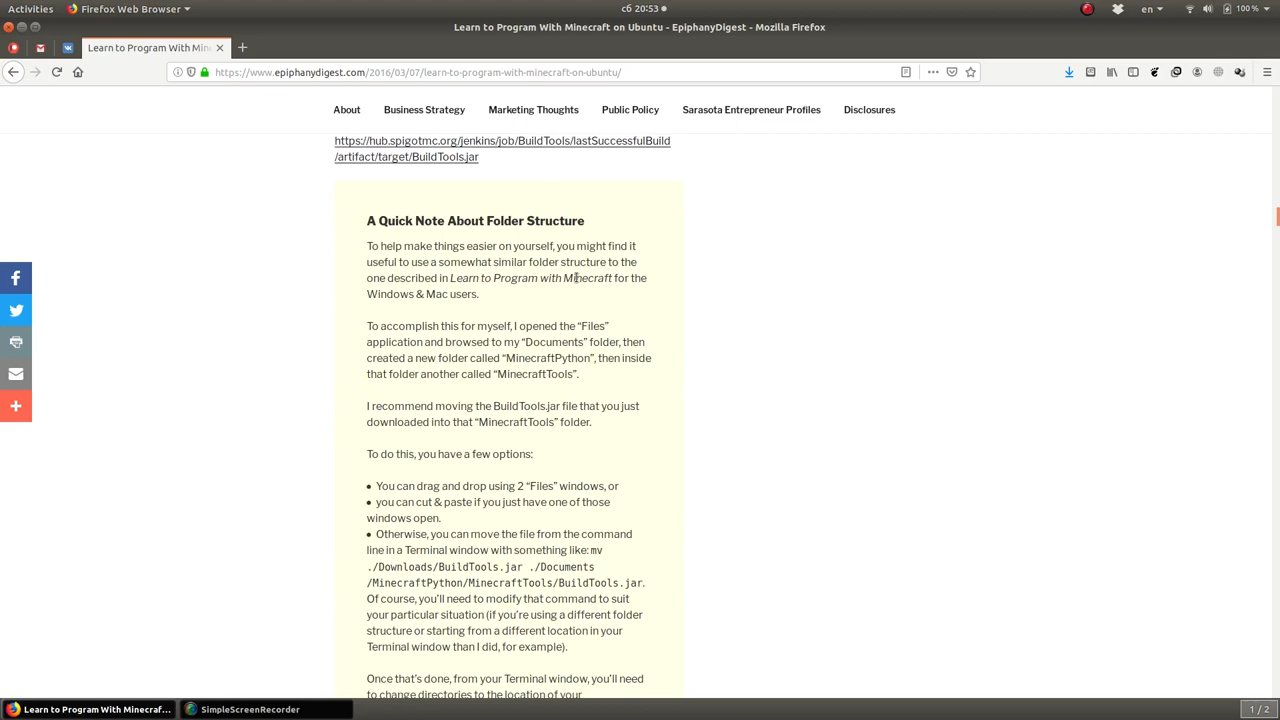 Activities Firefox Web Browser сб 20:53 en 100 %
Learn to Program With Minecraft on Ubuntu - EpiphanyDigest - Mozilla Firefox
Learn to Program With Min
https://www.epiphanydigest.com/2016/03/07/learn-to-program-with-minecraft-on-ubuntu/
About Business Strategy Marketing Thoughts Public Policy Sarasota Entrepreneur Profiles Disclosures
https://hub.spigotmc.org/jenkins/job/BuildTools/lastSuccessfulBuild
/artifact/target/BuildTools.jar
A Quick Note About Folder Structure
To help make things easier on yourself, you might find it
useful to use a somewhat similar folder structure to the
one described in Learn to Program with Minecraft for the
Windows & Mac users.
To accomplish this for myself, I opened the “Files”
application and browsed to my “Documents” folder, then
created a new folder called “MinecraftPython”, then inside
that folder another called “MinecraftTools”.
I recommend moving the BuildTools.jar file that you just
downloaded into that “MinecraftTools” folder.
To do this, you have a few options:
• You can drag and drop using 2 “Files” windows, or
• you can cut & paste if you just have one of those
windows open.
• Otherwise, you can move the file from the command
line in a Terminal window with something like: mv
./Downloads/BuildTools.jar ./Documents
/MinecraftPython/MinecraftTools/BuildTools.jar.
Of course, you’ll need to modify that command to suit
your particular situation (if you’re using a different folder
structure or starting from a different location in your
Terminal window than I did, for example).
Once that’s done, from your Terminal window, you’ll need
to change directories to the location of your
Learn to Program With Minecraf... SimpleScreenRecorder 1 / 2